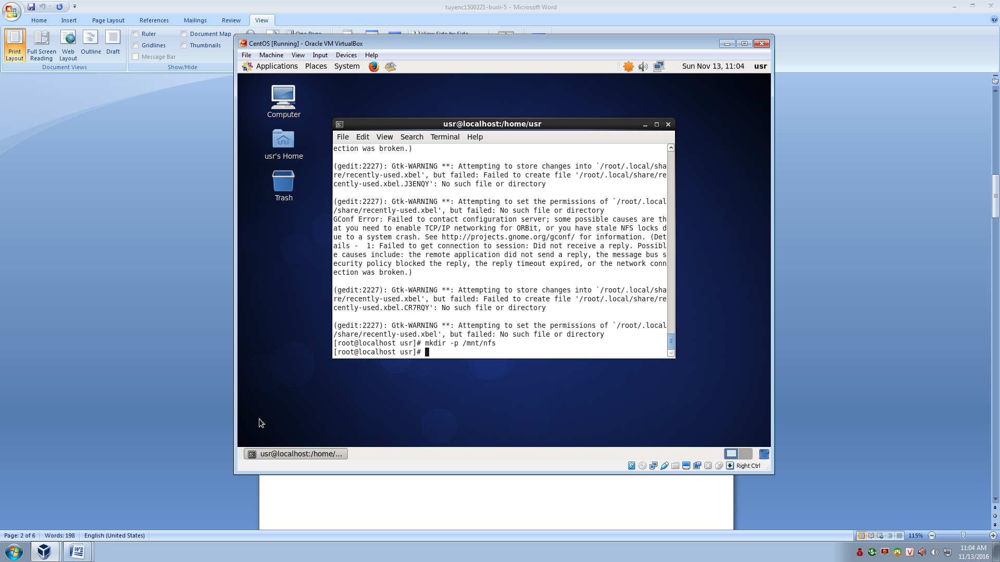 tuyenc1500221-buoi-5 - Microsoft Word
Home Insert Page Layout References Mailings Review View
Ruler Document Map
Gridlines Thumbnails
Message Bar
Print Layout Full Screen Reading Web Layout Outline Draft
Document Views Show/Hide
One Page View Side by Side
CentOS [Running] - Oracle VM VirtualBox
File Machine View Input Devices Help
Applications Places System Sun Nov 13, 11:04 usr
Computer
usr's Home
Trash
usr@localhost:/home/usr
File Edit View Search Terminal Help
ection was broken.)
(gedit:2227): Gtk-WARNING **: Attempting to store changes into `/root/.local/sha
re/recently-used.xbel', but failed: Failed to create file '/root/.local/share/re
cently-used.xbel.J3ENQY': No such file or directory
(gedit:2227): Gtk-WARNING **: Attempting to set the permissions of `/root/.local
/share/recently-used.xbel', but failed: No such file or directory
GConf Error: Failed to contact configuration server; some possible causes are th
at you need to enable TCP/IP networking for ORBit, or you have stale NFS locks d
ue to a system crash. See http://projects.gnome.org/gconf/ for information. (Det
ails -  1: Failed to get connection to session: Did not receive a reply. Possibl
e causes include: the remote application did not send a reply, the message bus s
ecurity policy blocked the reply, the reply timeout expired, or the network conn
ection was broken.)
(gedit:2227): Gtk-WARNING **: Attempting to store changes into `/root/.local/sha
re/recently-used.xbel', but failed: Failed to create file '/root/.local/share/re
cently-used.xbel.CR7RQY': No such file or directory
(gedit:2227): Gtk-WARNING **: Attempting to set the permissions of `/root/.local
/share/recently-used.xbel', but failed: No such file or directory
[root@localhost usr]# mkdir -p /mnt/nfs
[root@localhost usr]#
usr@localhost:/home/...
Right Ctrl
Page: 2 of 6 Words: 198 English (United States) 115%
11:04 AM
11/13/2016